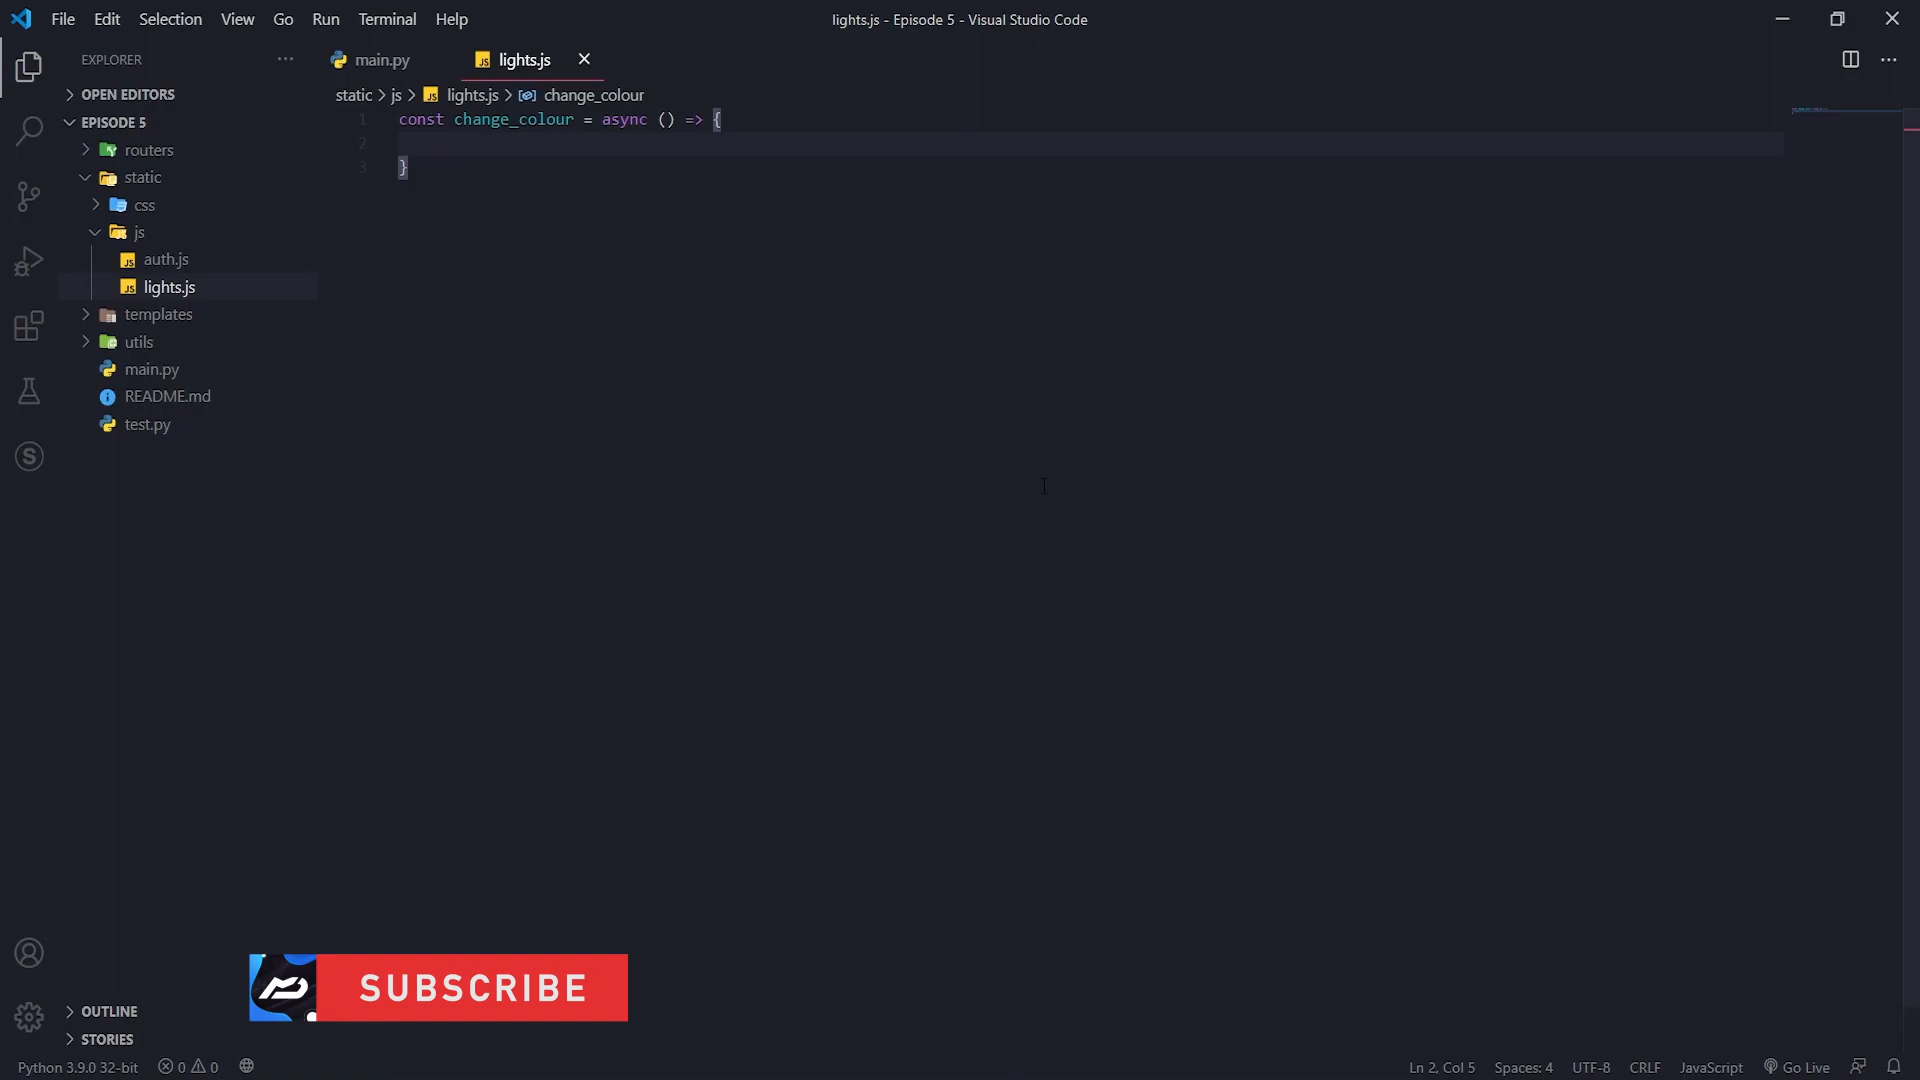 File Edit Selection View Go Run Terminal Help
lights.js - Episode 5 - Visual Studio Code
EXPLORER
OPEN EDITORS
EPISODE 5
routers
static
css
js
auth.js
lights.js
templates
utils
main.py
README.md
test.py
OUTLINE
STORIES
main.py
lights.js
static > js > lights.js > change_colour
1 const change_colour = async () => {
2
3 }
SUBSCRIBE
Python 3.9.0 32-bit 0 0
Ln 2, Col 5 Spaces: 4 UTF-8 CRLF JavaScript Go Live